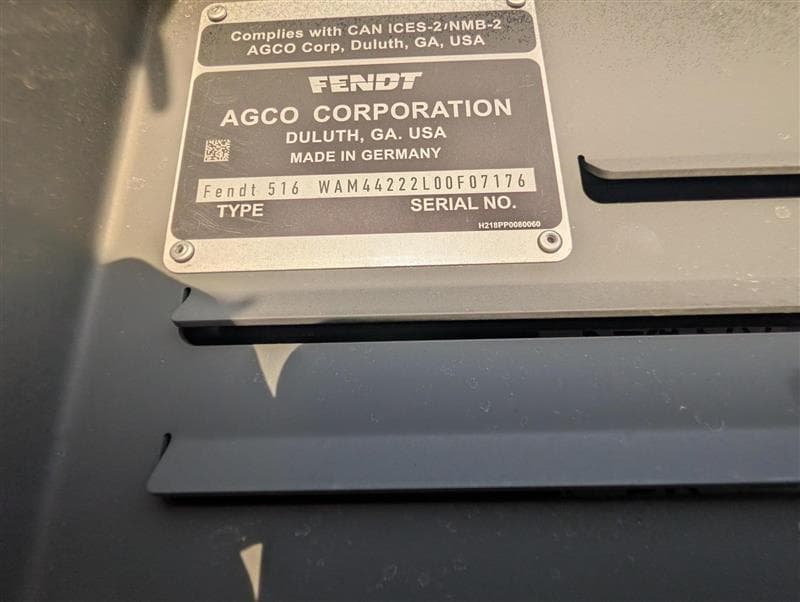 Complies with CAN ICES-2/NMB-2
AGCO Corp, Duluth, GA, USA
FENDT
AGCO CORPORATION
DULUTH, GA. USA
MADE IN GERMANY
Fendt 516 WAM44222L00F07176
TYPE SERIAL NO.
H218PP0080060